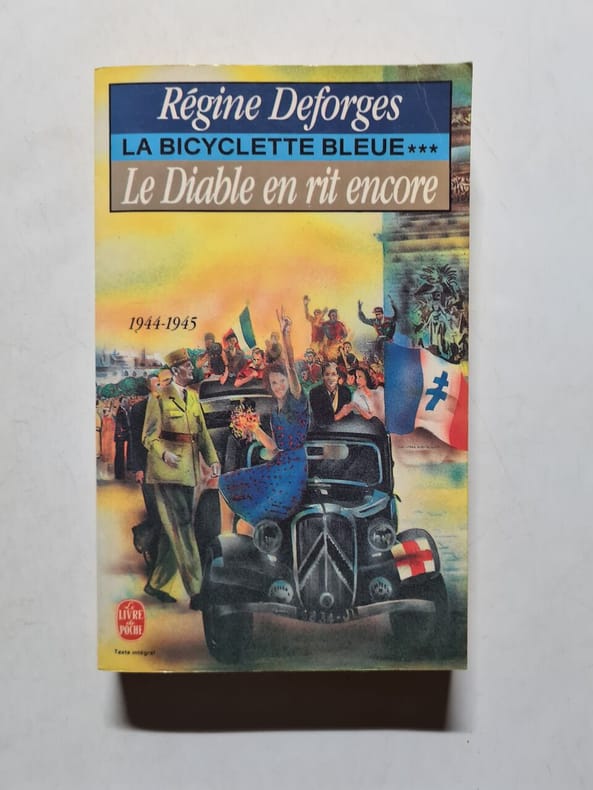 Régine Deforges
LA BICYCLETTE BLEUE***
Le Diable en rit encore
1944-1945
Le
LIVRE
de
POCHE
Texte intégral